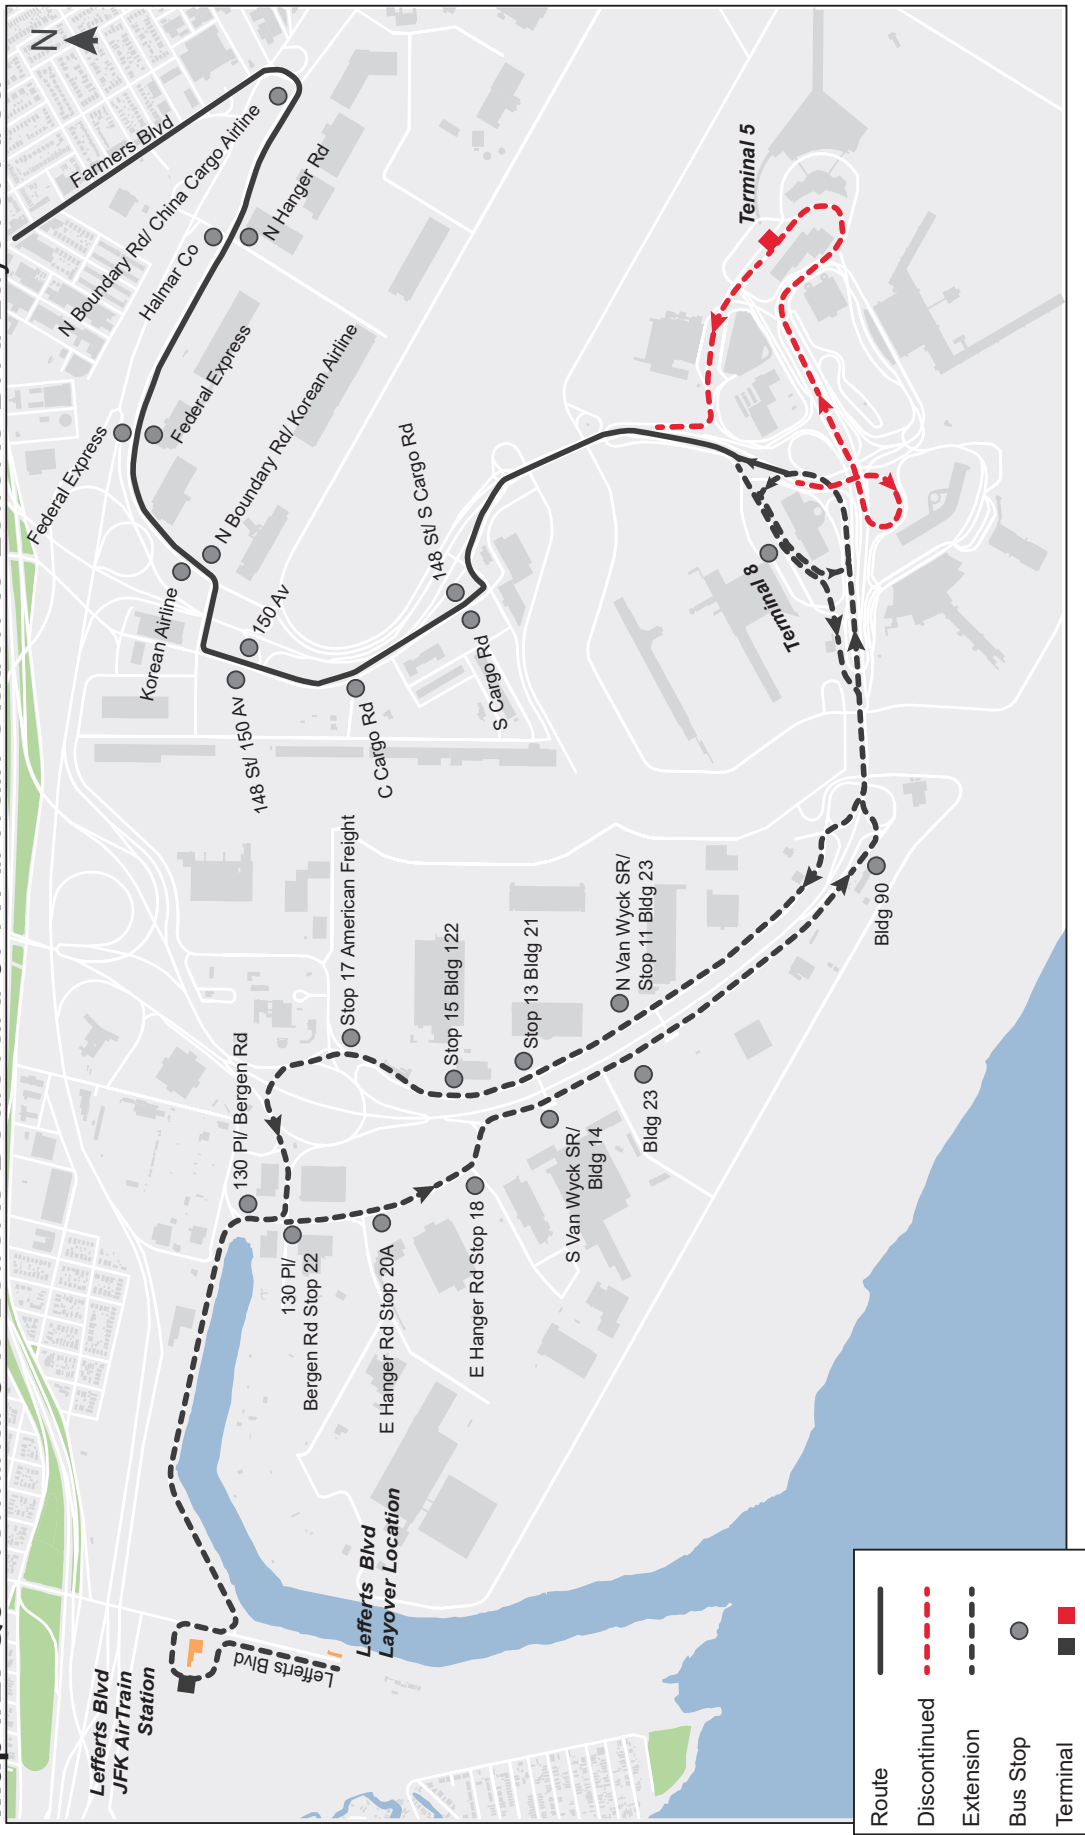 N
Farmers Blvd
N Boundary Rd/ China Cargo Airline
Halmar Co
N Hanger Rd
Federal Express
Federal Express
N Boundary Rd/ Korean Airline
Korean Airline
150 Av
148 St/ 150 Av
C Cargo Rd
148 St/ S Cargo Rd
S Cargo Rd
Terminal 5
Terminal 8
Stop 17 American Freight
Stop 15 Bldg 122
Stop 13 Bldg 21
N Van Wyck SR/
Stop 11 Bldg 23
Bldg 90
130 Pl/ Bergen Rd
130 Pl/
Bergen Rd Stop 22
E Hanger Rd Stop 20A
E Hanger Rd Stop 18
S Van Wyck SR/
Bldg 14
Bldg 23
Lefferts Blvd
JFK AirTrain
Station
Lefferts Blvd
Lefferts Blvd
Layover Location
Route
Discontinued
Extension
Bus Stop
Terminal